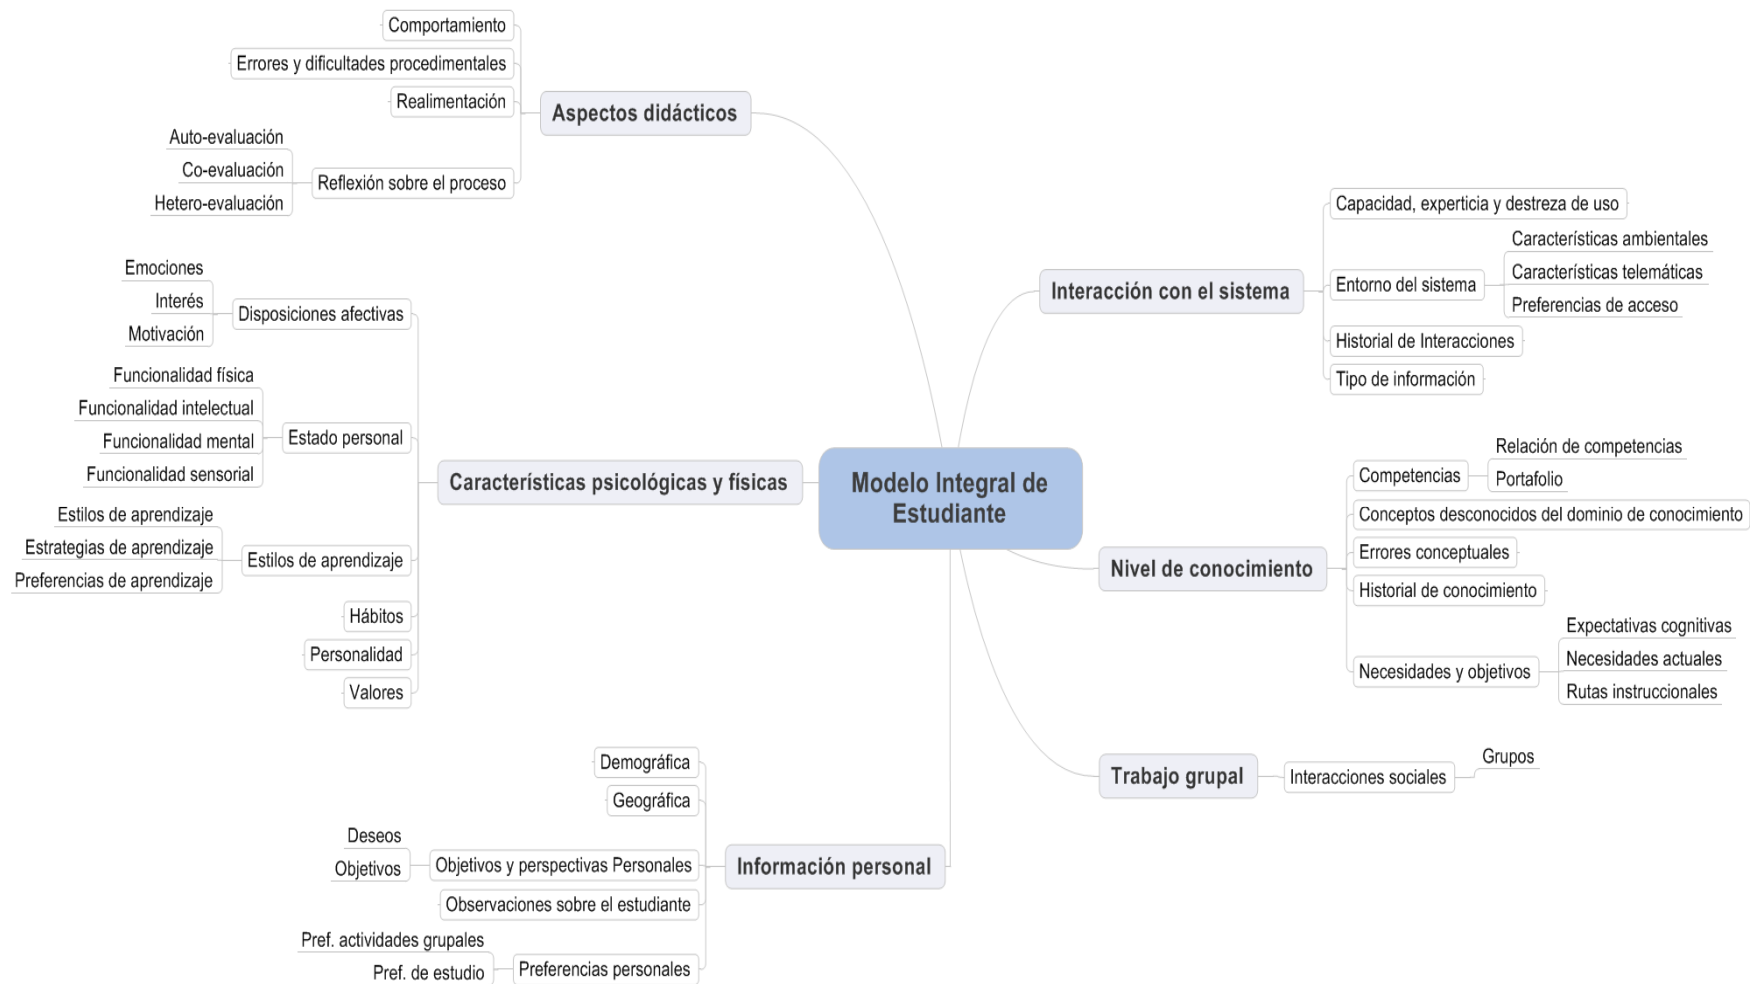 Comportamiento
Errores y dificultades procedimentales
Realimentación
Aspectos didácticos
Auto-evaluación
Co-evaluación
Hetero-evaluación
Reflexión sobre el proceso
Emociones
Interés
Motivación
Disposiciones afectivas
Funcionalidad física
Funcionalidad intelectual
Funcionalidad mental
Funcionalidad sensorial
Estado personal
Características psicológicas y físicas
Estilos de aprendizaje
Estrategias de aprendizaje
Preferencias de aprendizaje
Estilos de aprendizaje
Hábitos
Personalidad
Valores
Demográfica
Geográfica
Deseos
Objetivos
Objetivos y perspectivas Personales
Información personal
Observaciones sobre el estudiante
Pref. actividades grupales
Pref. de estudio
Preferencias personales
Modelo Integral de
Estudiante
Interacción con el sistema
Capacidad, experticia y destreza de uso
Entorno del sistema
Características ambientales
Características telemáticas
Preferencias de acceso
Historial de Interacciones
Tipo de información
Nivel de conocimiento
Competencias
Relación de competencias
Portafolio
Conceptos desconocidos del dominio de conocimiento
Errores conceptuales
Historial de conocimiento
Necesidades y objetivos
Expectativas cognitivas
Necesidades actuales
Rutas instruccionales
Trabajo grupal
Interacciones sociales
Grupos